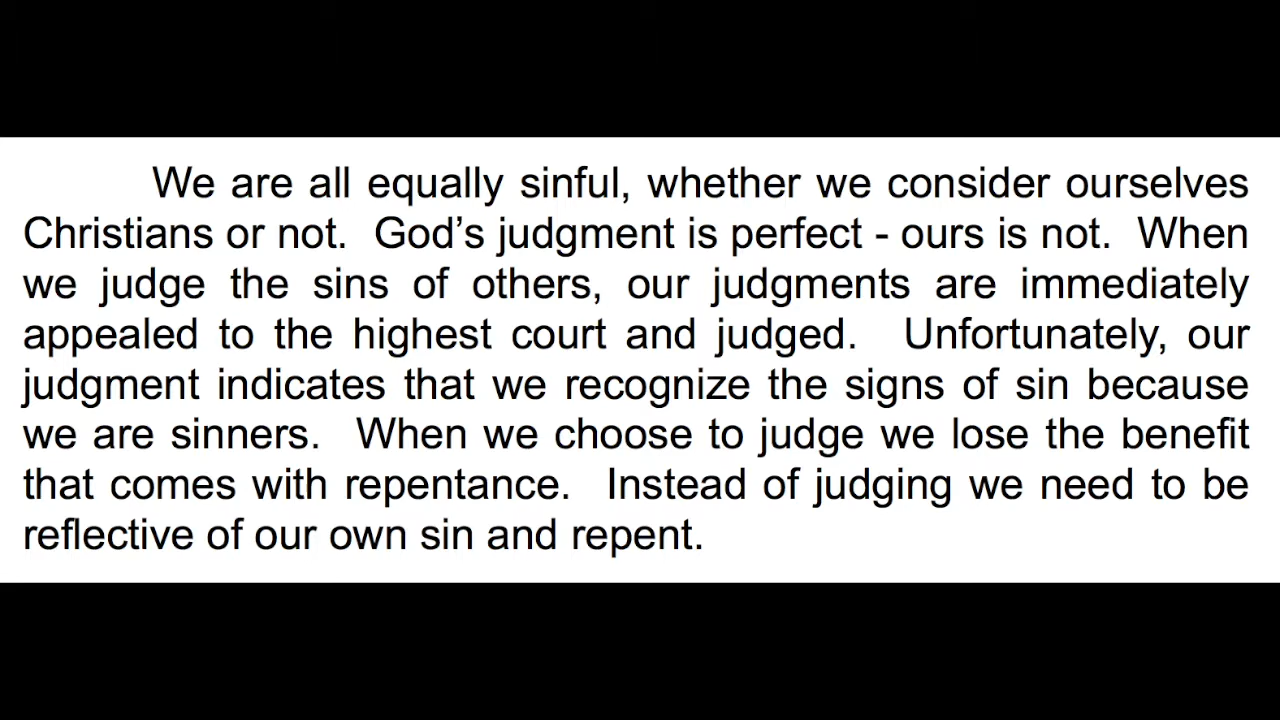 We are all equally sinful, whether we consider ourselves
Christians or not.  God’s judgment is perfect - ours is not.  When
we judge the sins of others, our judgments are immediately
appealed to the highest court and judged.  Unfortunately, our
judgment indicates that we recognize the signs of sin because
we are sinners.  When we choose to judge we lose the benefit
that comes with repentance.  Instead of judging we need to be
reflective of our own sin and repent.